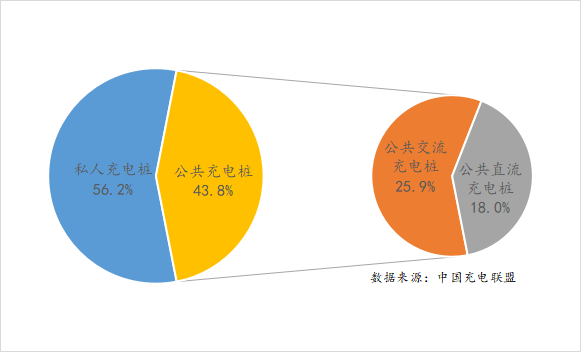 私人充电桩
56.2%
公共充电桩
43.8%
公共交流
充电桩
25.9%
公共直流
充电桩
18.0%
数据来源：中国充电联盟